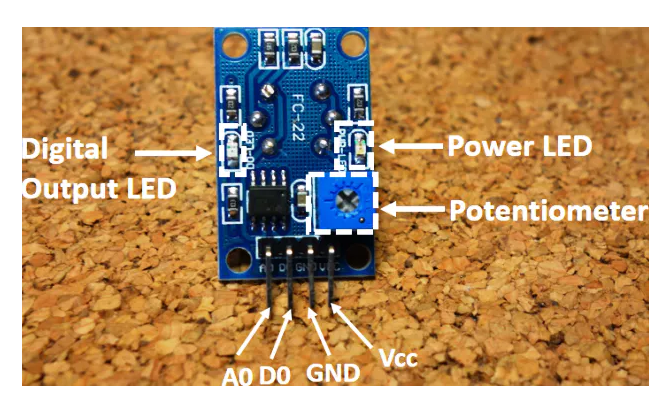 FC-22
Digital
Output LED
Power LED
Potentiometer
A0 D0 GND VCC
A0 D0 GND Vcc